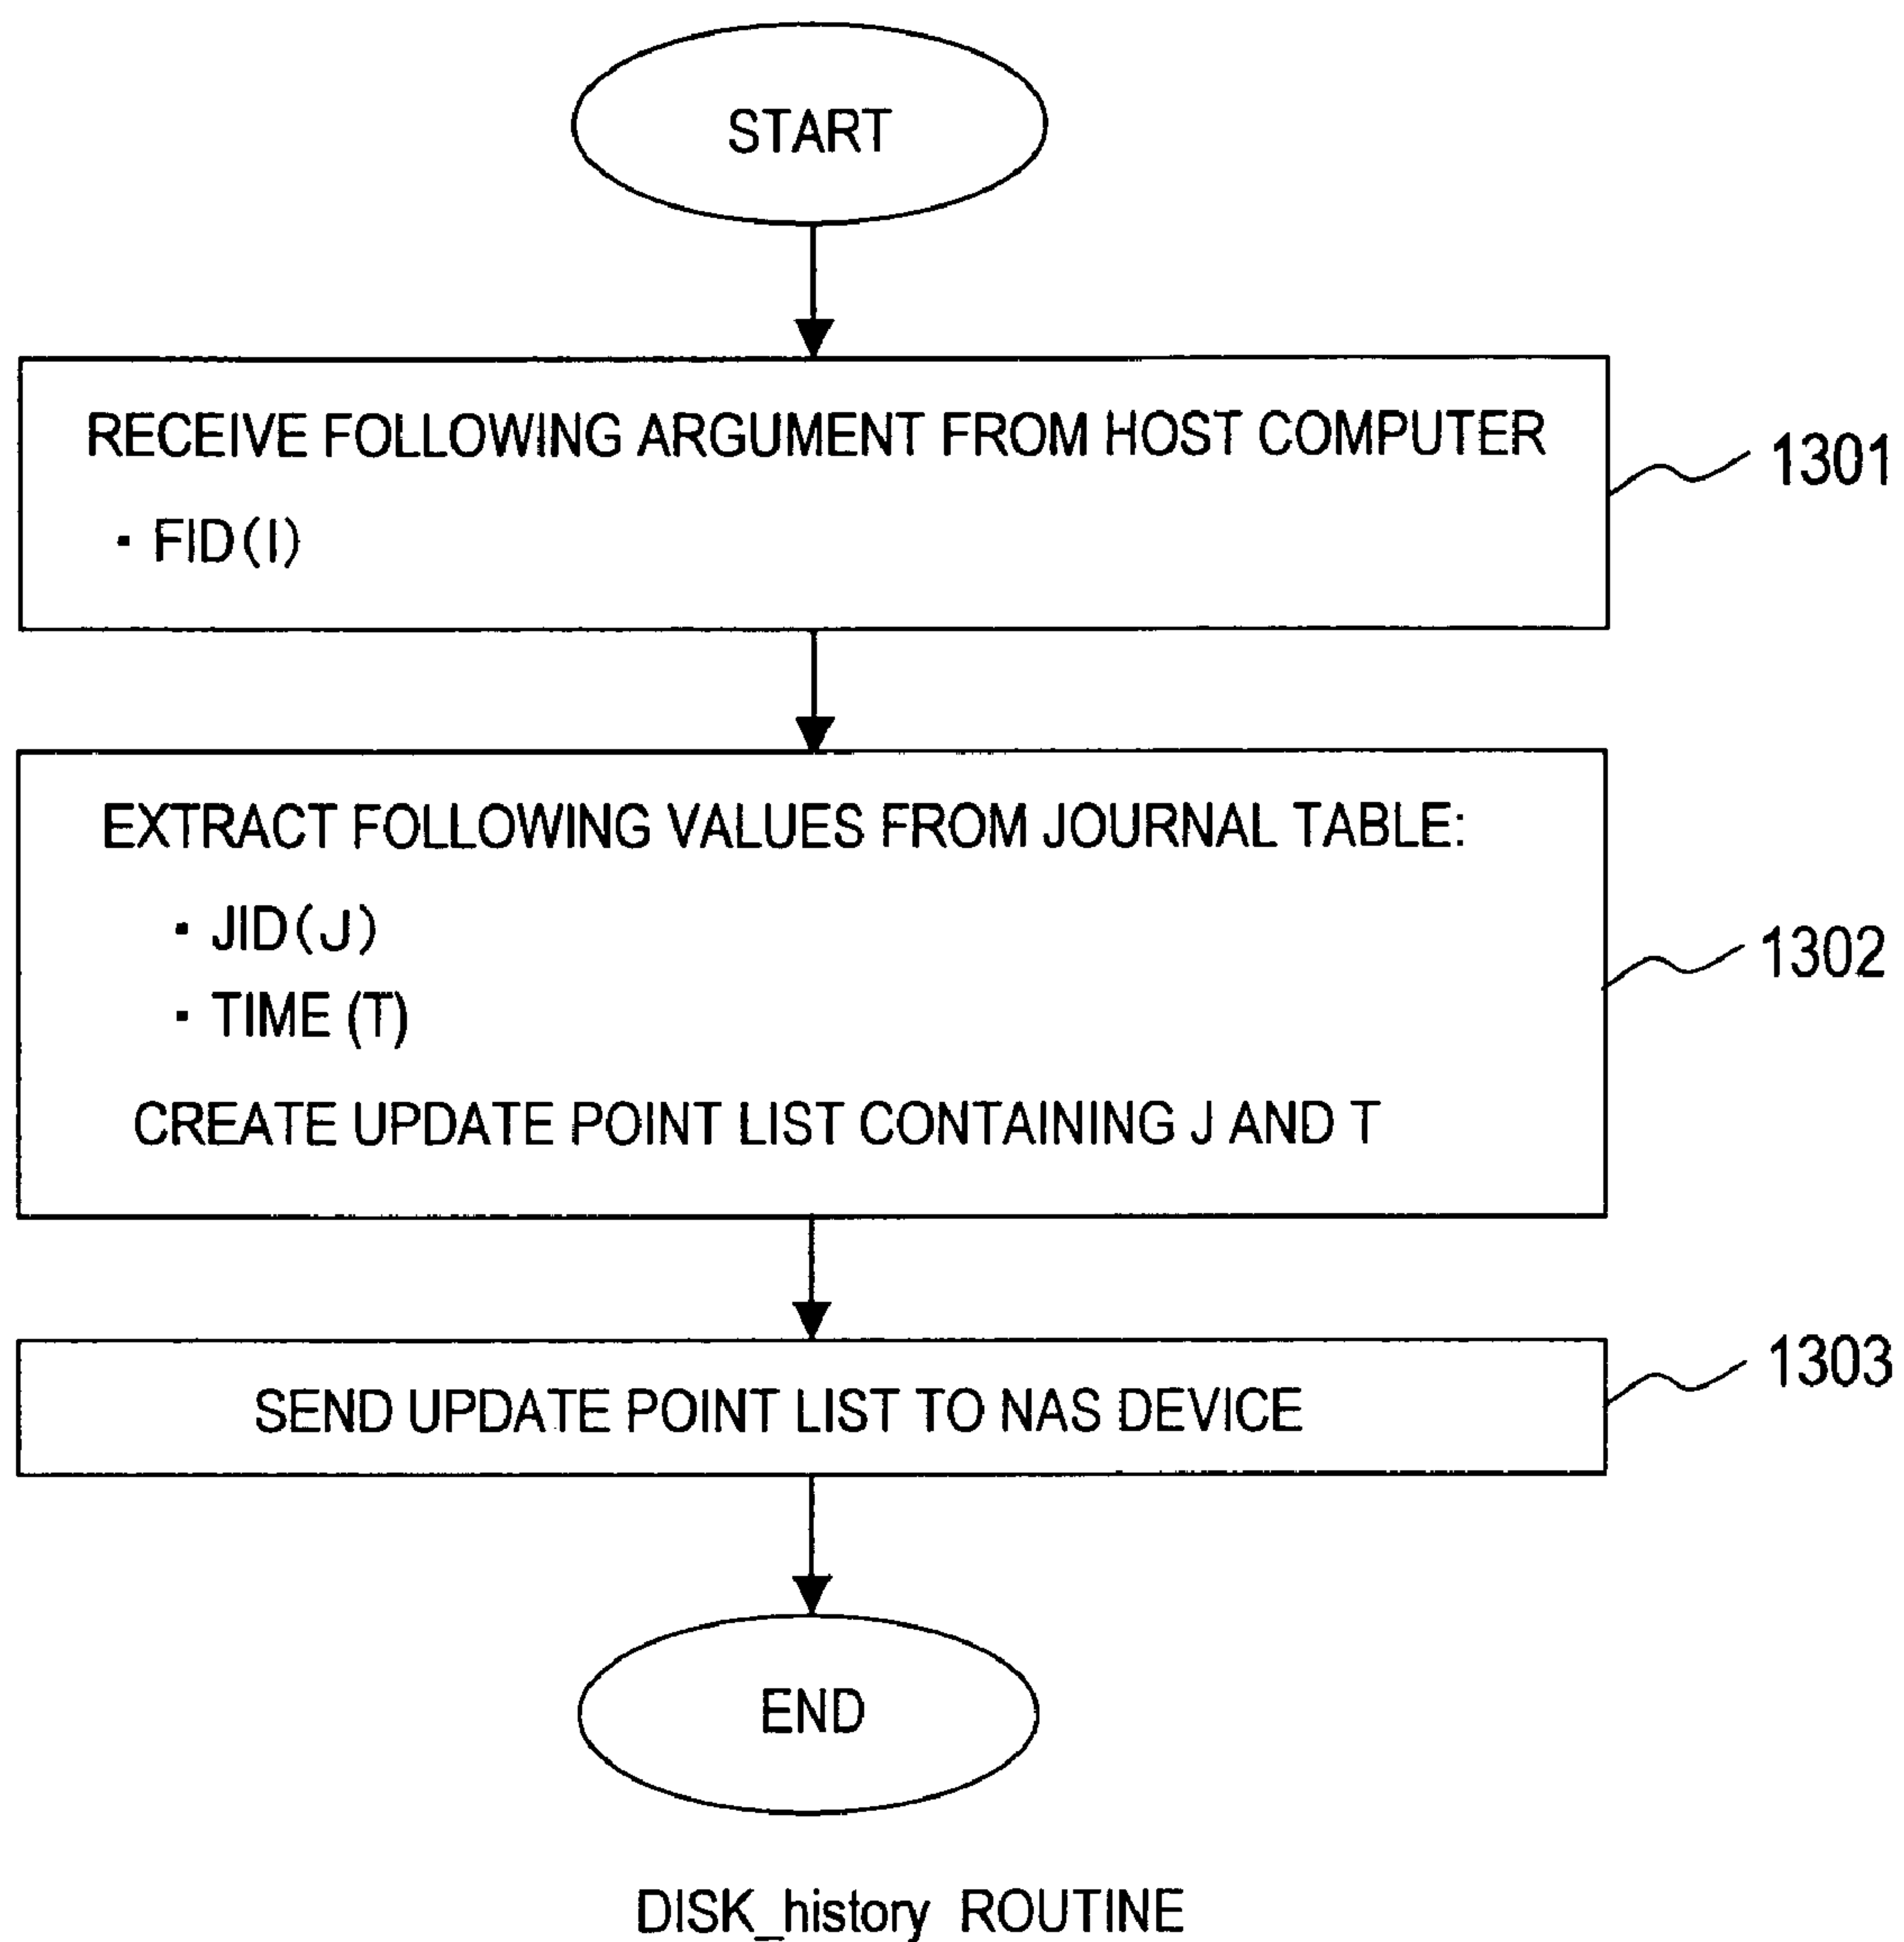 START
RECEIVE FOLLOWING ARGUMENT FROM HOST COMPUTER
· FID(I)
1301
EXTRACT FOLLOWING VALUES FROM JOURNAL TABLE:
· JID(J)
· TIME (T)
CREATE UPDATE POINT LIST CONTAINING J AND T
1302
SEND UPDATE POINT LIST TO NAS DEVICE
1303
END
DISK_history ROUTINE